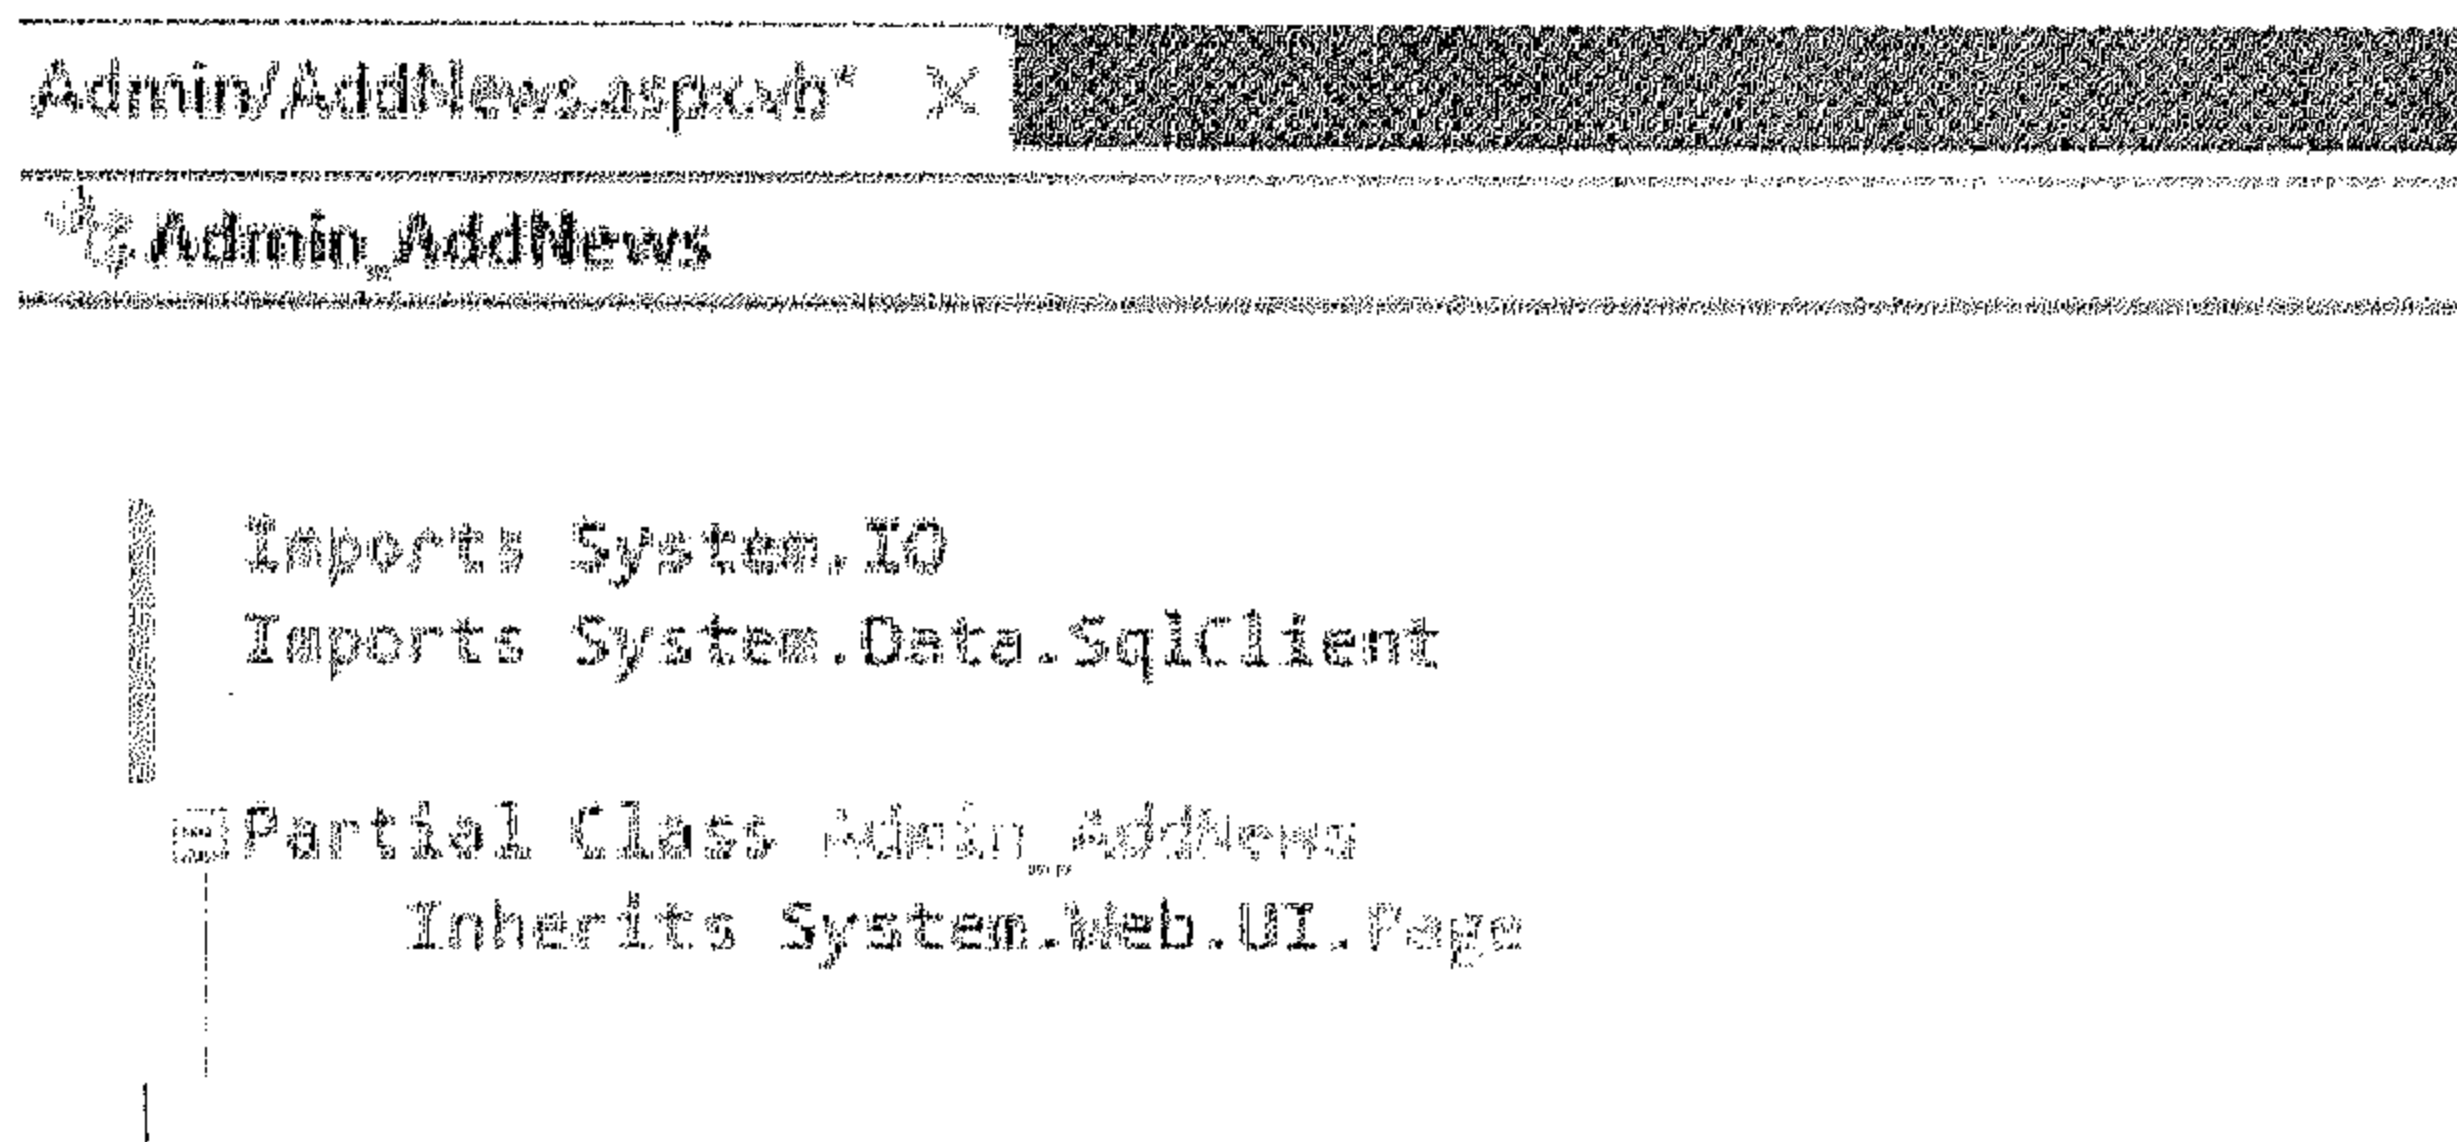 Admin/AddNews.aspx.vb* ×
Admin_AddNews
Imports System.IO
Imports System.Data.SqlClient
Partial Class Admin_AddNews
Inherits System.Web.UI.Page